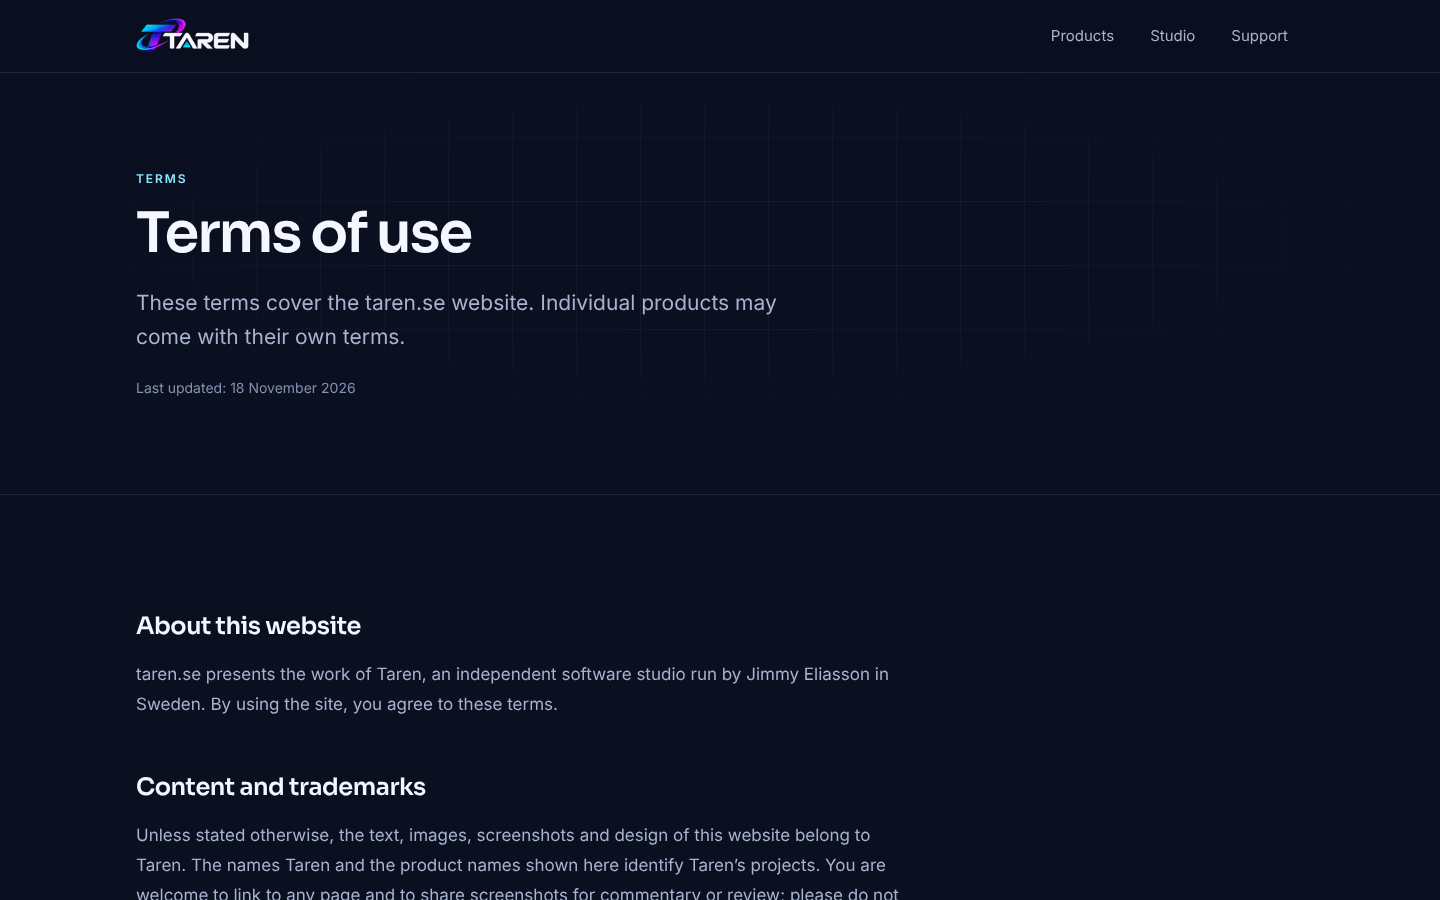 TAREN
Products
Studio
Support
TERMS
Terms of use
These terms cover the taren.se website. Individual products may
come with their own terms.
Last updated: 18 November 2026
About this website
taren.se presents the work of Taren, an independent software studio run by Jimmy Eliasson in
Sweden. By using the site, you agree to these terms.
Content and trademarks
Unless stated otherwise, the text, images, screenshots and design of this website belong to
Taren. The names Taren and the product names shown here identify Taren’s projects. You are
welcome to link to any page and to share screenshots for commentary or review; please do not